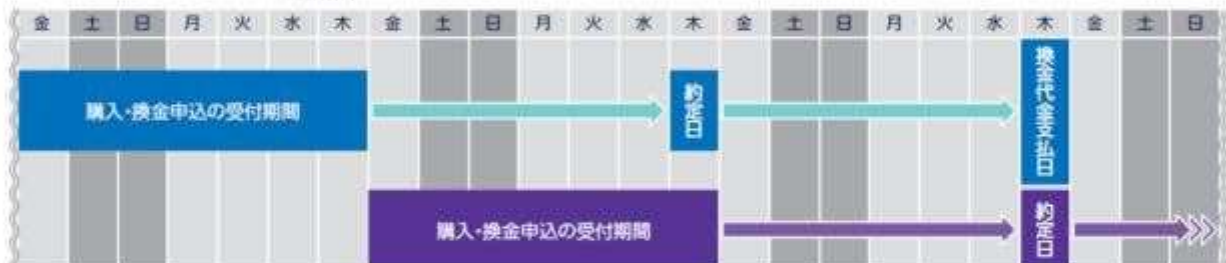 金 土 日 月 火 水 木 金 土 日 月 火 水 木 金 土 日 月 火 水 木 金 土 日
購入・換金申込の受付期間
約定日
換金代金支払日
購入・換金申込の受付期間
約定日